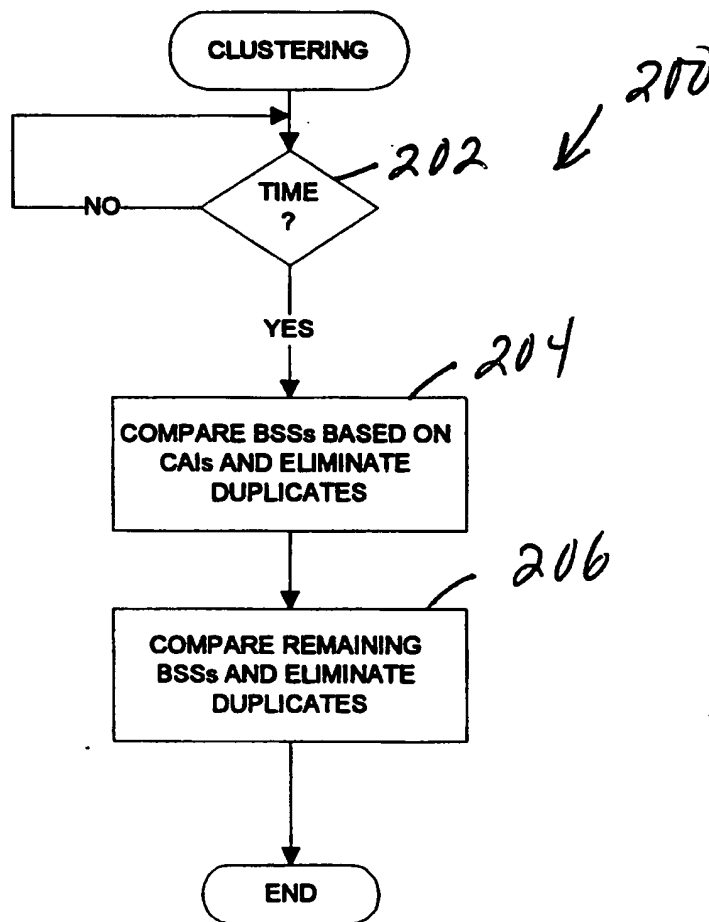 CLUSTERING
200
202
TIME
?
NO
YES
204
COMPARE BSSs BASED ON
CAIs AND ELIMINATE
DUPLICATES
206
COMPARE REMAINING
BSSs AND ELIMINATE
DUPLICATES
END